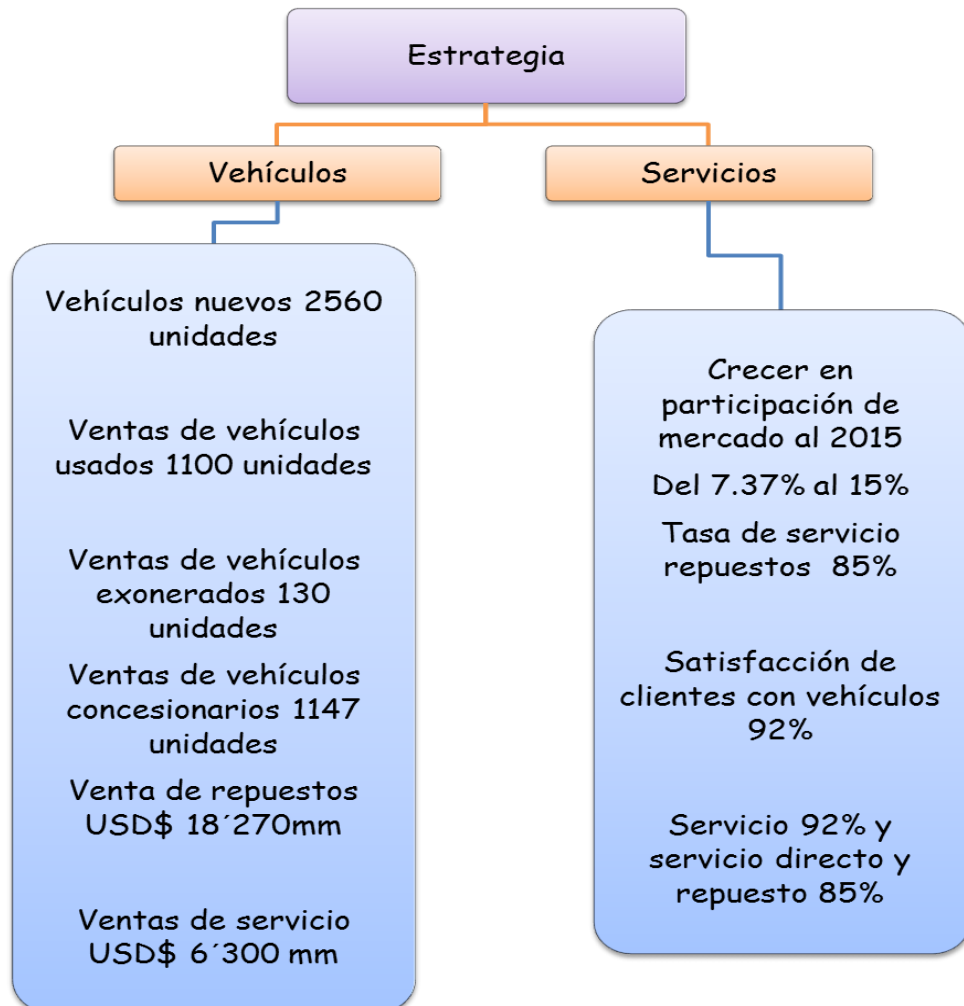 Estrategia
Vehículos
Servicios
Vehículos nuevos 2560
unidades
Ventas de vehículos
usados 1100 unidades
Ventas de vehículos
exonerados 130
unidades
Ventas de vehículos
concesionarios 1147
unidades
Venta de repuestos
USD$ 18´270mm
Ventas de servicio
USD$ 6´300 mm
Crecer en
participación de
mercado al 2015
Del 7.37% al 15%
Tasa de servicio
repuestos 85%
Satisfacción de
clientes con vehículos
92%
Servicio 92% y
servicio directo y
repuesto 85%